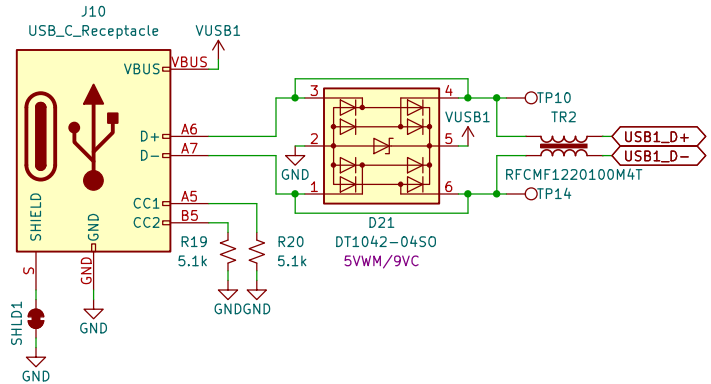 J10
USB_C_Receptacle
VUSB1
VBUS
VBUS
3
4
TP10
D+
A6
VUSB1
TR2
2
5
USB1_D+
D-
A7
GND
USB1_D-
RFCMF1220100M4T
1
6
TP14
CC1
A5
CC2
B5
SHIELD
GND
D21
R19
5.1k
R20
5.1k
DT1042-04SO
5VWM/9VC
S
GND
GND
GND
SHLD1
GND
GND